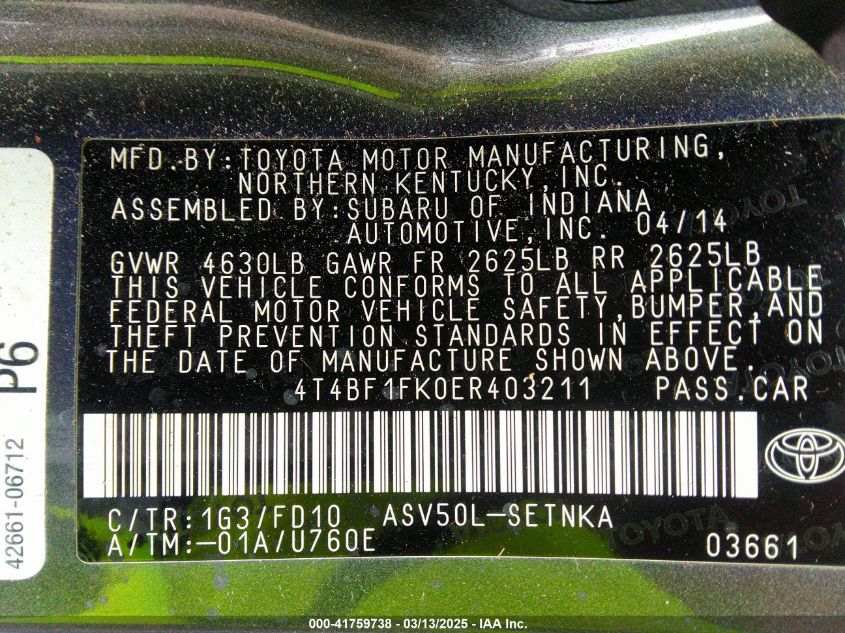 MFD.BY:TOYOTA MOTOR MANUFACTURING,
NORTHERN KENTUCKY,INC.
ASSEMBLED BY:SUBARU OF INDIANA
AUTOMOTIVE,INC. 04/14
GVWR 4630LB GAWR FR 2625LB RR 2625LB
THIS VEHICLE CONFORMS TO ALL APPLICABLE
FEDERAL MOTOR VEHICLE SAFETY,BUMPER,AND
THEFT PREVENTION STANDARDS IN EFFECT ON
THE DATE OF MANUFACTURE SHOWN ABOVE.
4T4BF1FK0ER403211 PASS.CAR
C/TR:1G3/FD10 ASV50L-SETNKA
A/TM:-01A/U760E 03661
TOYOTA
P6
42661-06712
000-41759738 - 03/13/2025 - IAA Inc.